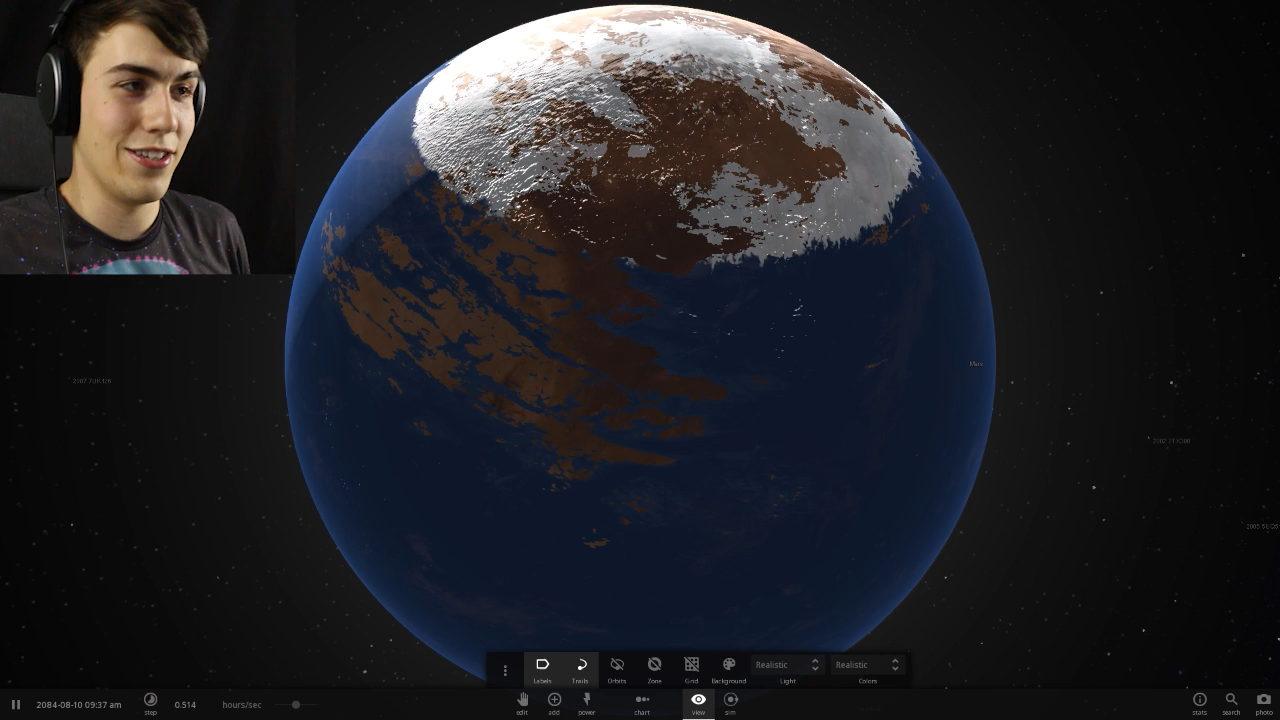 Mars
Labels
Trails
Orbits
Zone
Grid
Background
Realistic
Light
Realistic
Colors
2084-08-10 09:37 am
step
0.514
hours/sec
edit
add
power
chart
view
sim
stats
search
photo